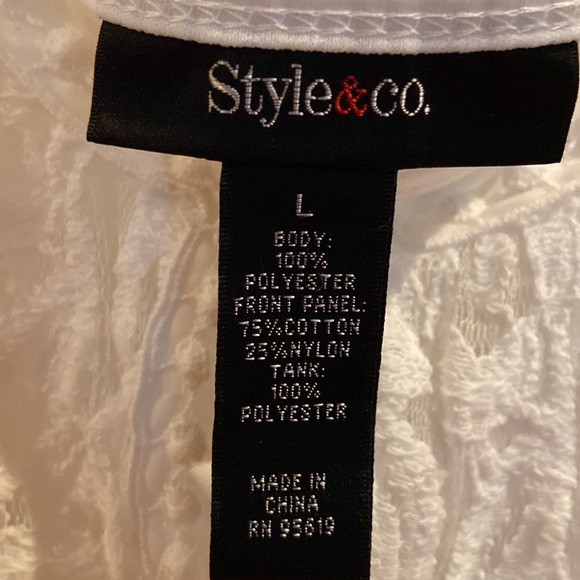 Style&co.
L
BODY:
100%
POLYESTER
FRONT PANEL:
75%COTTON
25%NYLON
TANK:
100%
POLYESTER
MADE IN
CHINA
RN 95619